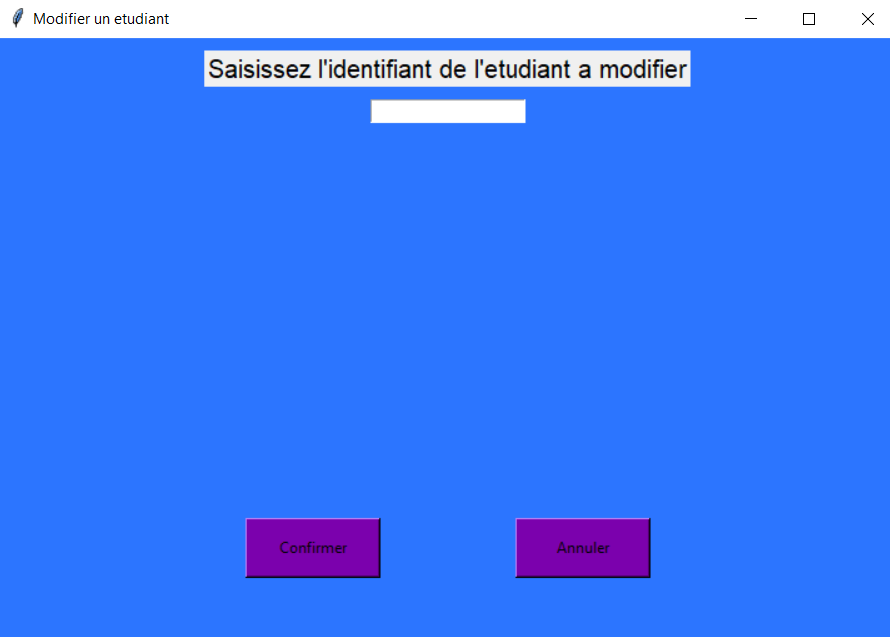 Modifier un etudiant
Saisissez l'identifiant de l'etudiant a modifier
Confirmer
Annuler